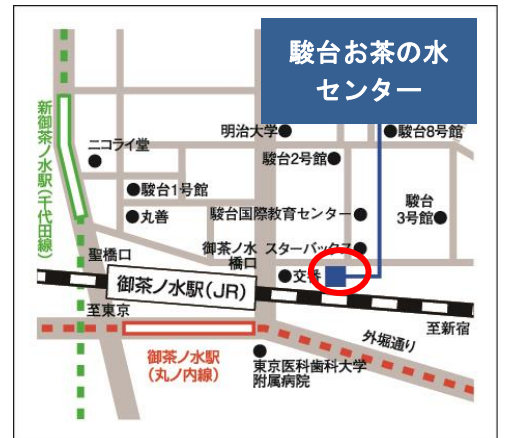 駿台お茶の水
センター
新御茶ノ水駅(千代田線)
ニコライ堂
明治大学
駿台8号館
駿台2号館
駿台1号館
丸善
駿台国際教育センター
駿台
3号館
聖橋口
御茶ノ水
橋口
スターバックス
交番
御茶ノ水駅(JR)
至東京
至新宿
御茶ノ水駅
(丸ノ内線)
外堀通り
東京医科歯科大学
附属病院